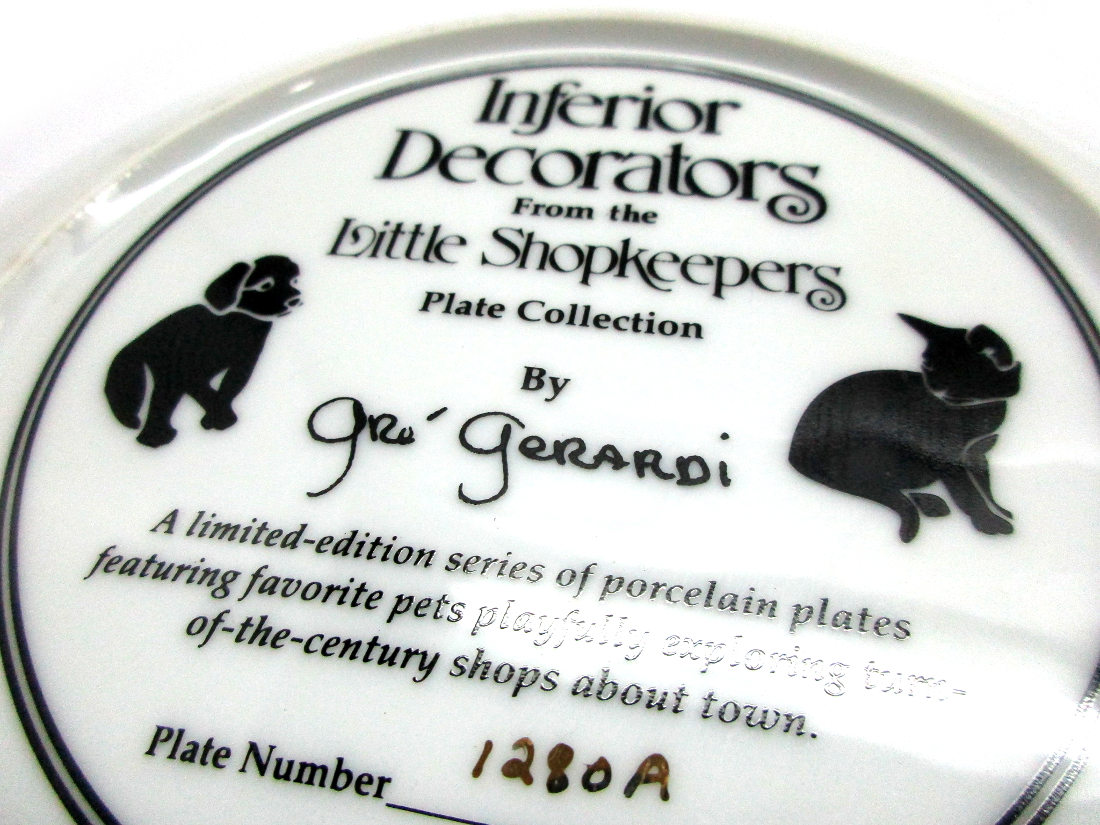 Inferior
Decorators
From the
Little Shopkeepers
Plate Collection
By
Gré Gerardi
A limited-edition series of porcelain plates
featuring favorite pets playfully exploring turn-
of-the-century shops about town.
Plate Number 1280A